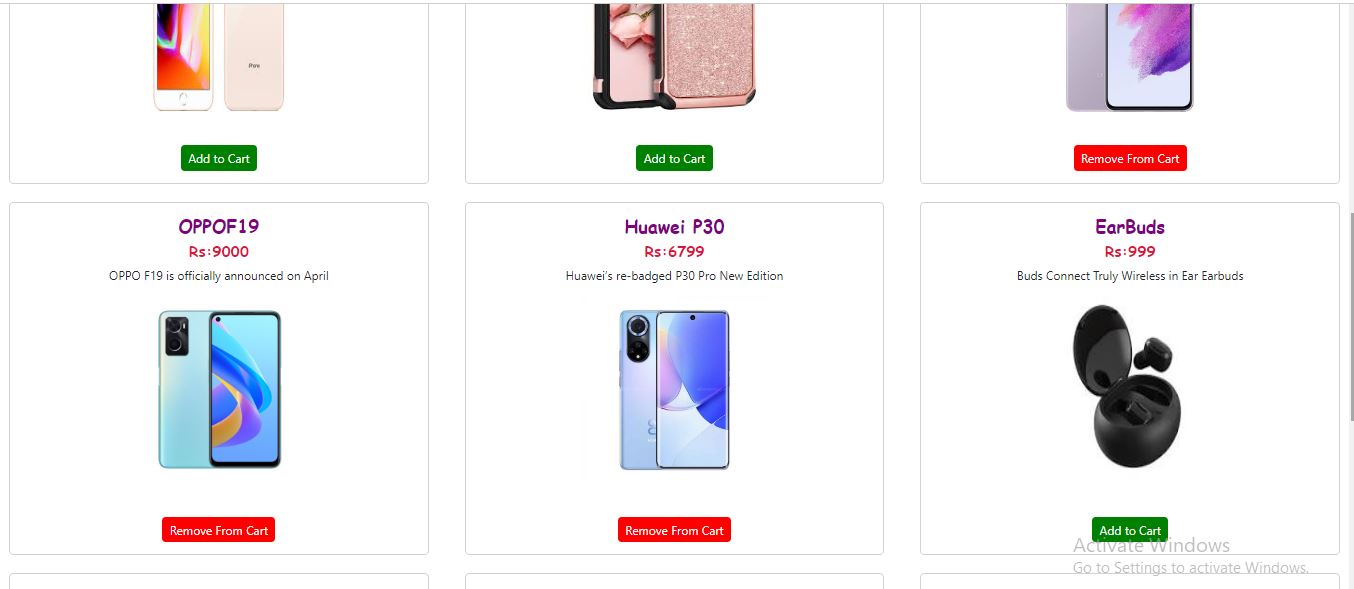 Add to Cart
Add to Cart
Remove From Cart
OPPOF19
Rs:9000
OPPO F19 is officially announced on April
Remove From Cart
Huawei P30
Rs:6799
Huawei's re-badged P30 Pro New Edition
Remove From Cart
EarBuds
Rs:999
Buds Connect Truly Wireless in Ear Earbuds
Add to Cart
Activate Windows
Go to Settings to activate Windows.